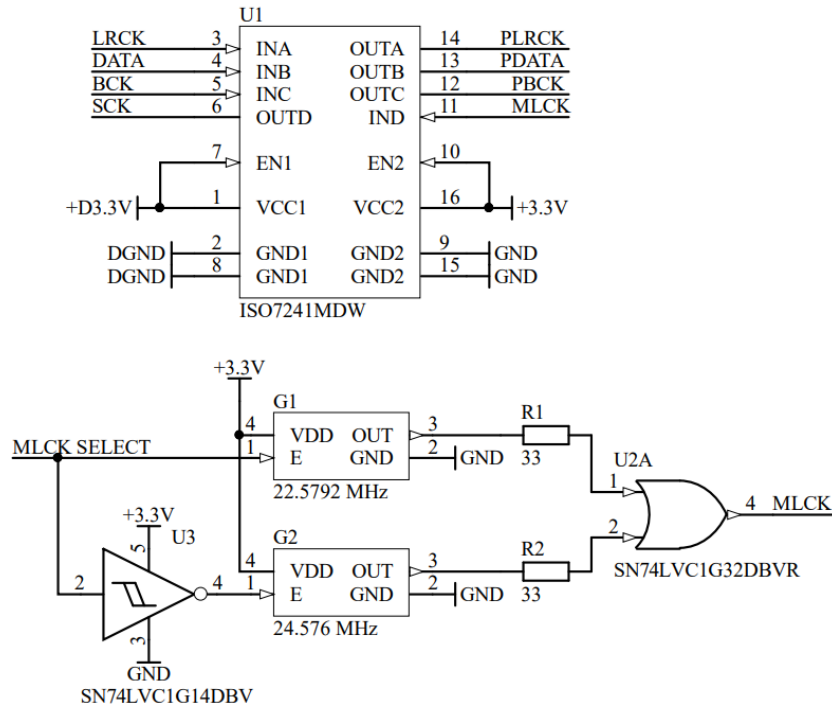 U1
LRCK 3 INA OUTA 14 PLRCK
DATA 4 INB OUTB 13 PDATA
BCK 5 INC OUTC 12 PBCK
SCK 6 OUTD IND 11 MLCK
7 EN1 EN2 10
+D3.3V 1 VCC1 VCC2 16 +3.3V
DGND 2 GND1 GND2 9 GND
DGND 8 GND1 GND2 15 GND
ISO7241MDW
+3.3V
G1
4 VDD OUT 3
R1
33
MLCK SELECT 1 E GND 2 GND
22.5792 MHz
U2A
1
2
4 MLCK
SN74LVC1G32DBVR
+3.3V
U3
5
2
4
3
GND
SN74LVC1G14DBV
G2
4 VDD OUT 3
R2
33
1 E GND 2 GND
24.576 MHz